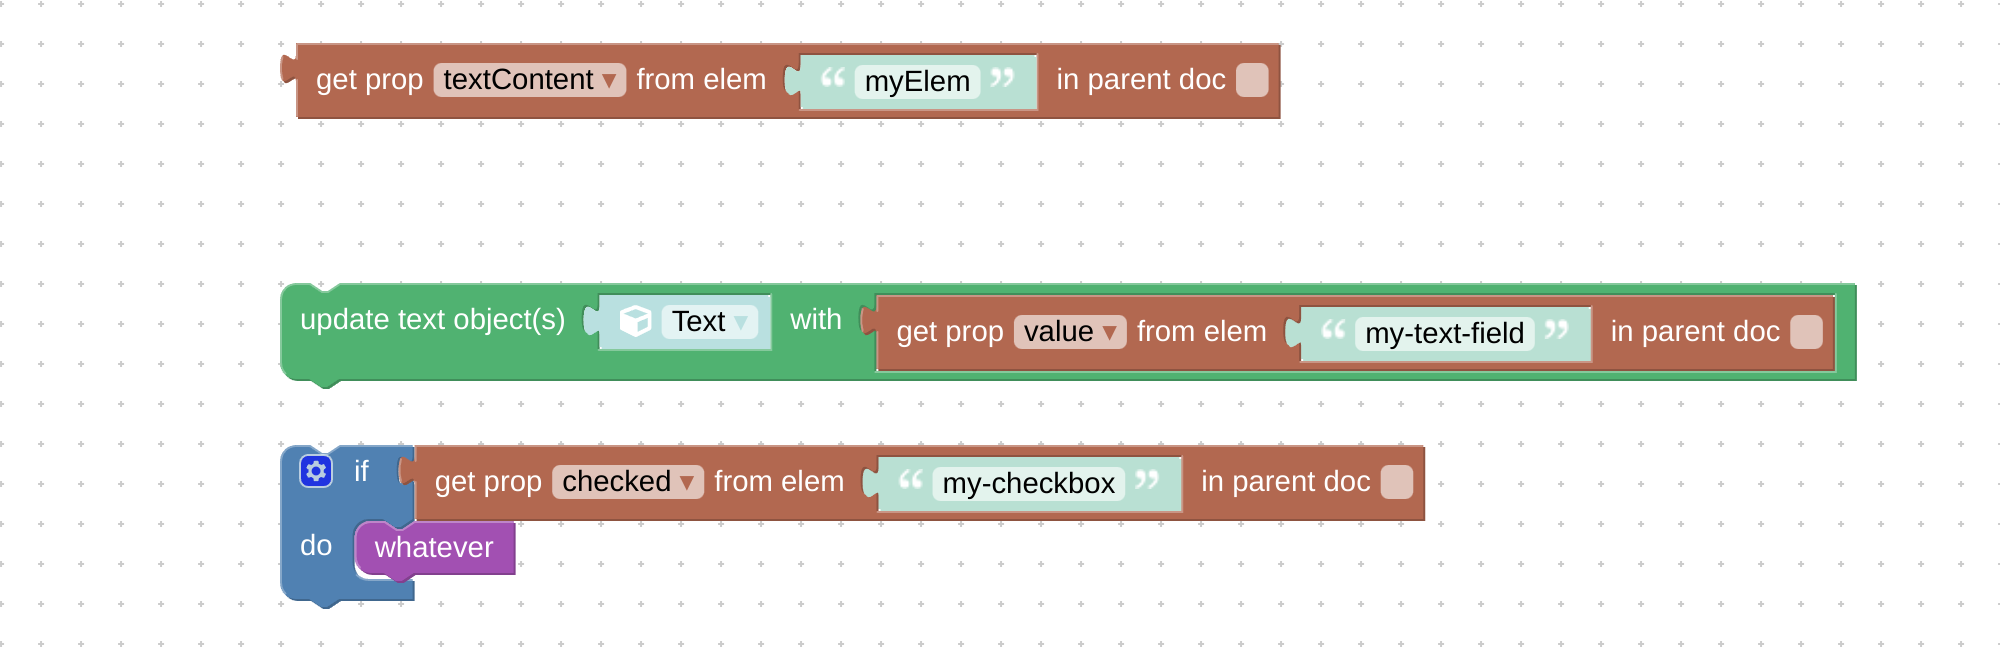 get prop textContent ▾ from elem “ myElem ” in parent doc
update text object(s) Text ▾ with get prop value ▾ from elem “ my-text-field ” in parent doc
if get prop checked ▾ from elem “ my-checkbox ” in parent doc
do whatever